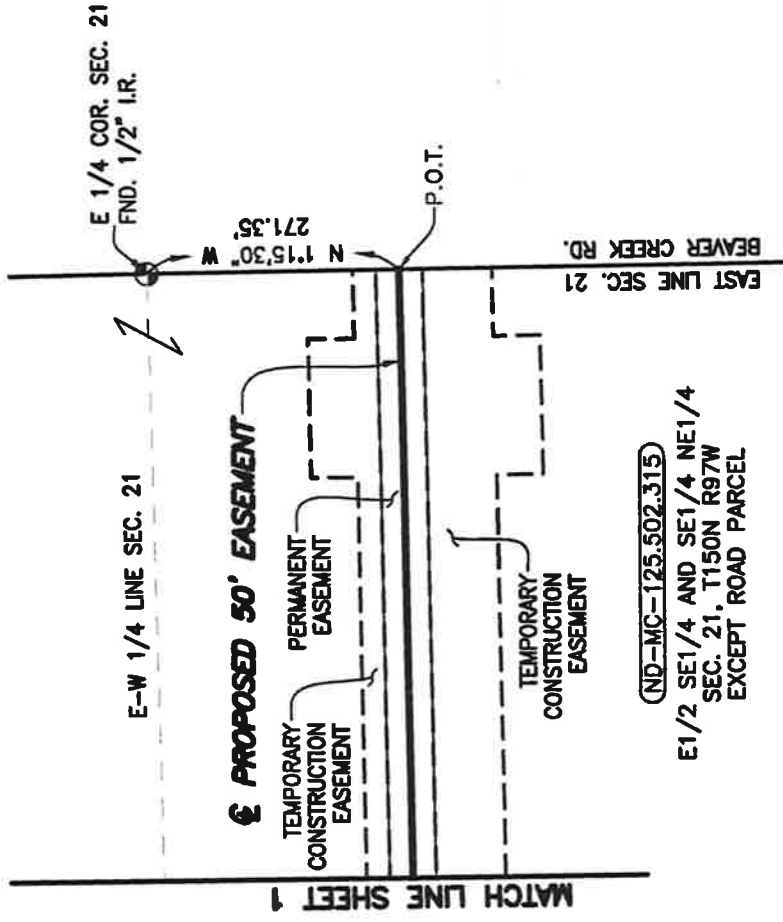 E 1/4 COR. SEC. 21
FND. 1/2" I.R.
E-W 1/4 LINE SEC. 21
N 1°15'30" W
271.35'
P.O.T.
℄ PROPOSED 50' EASEMENT
TEMPORARY
CONSTRUCTION
EASEMENT
PERMANENT
EASEMENT
TEMPORARY
CONSTRUCTION
EASEMENT
EAST LINE SEC. 21
BEAVER CREEK RD.
MATCH LINE SHEET 1
ND-MC-125.502.315
E1/2 SE1/4 AND SE1/4 NE1/4
SEC. 21, T150N R97W
EXCEPT ROAD PARCEL